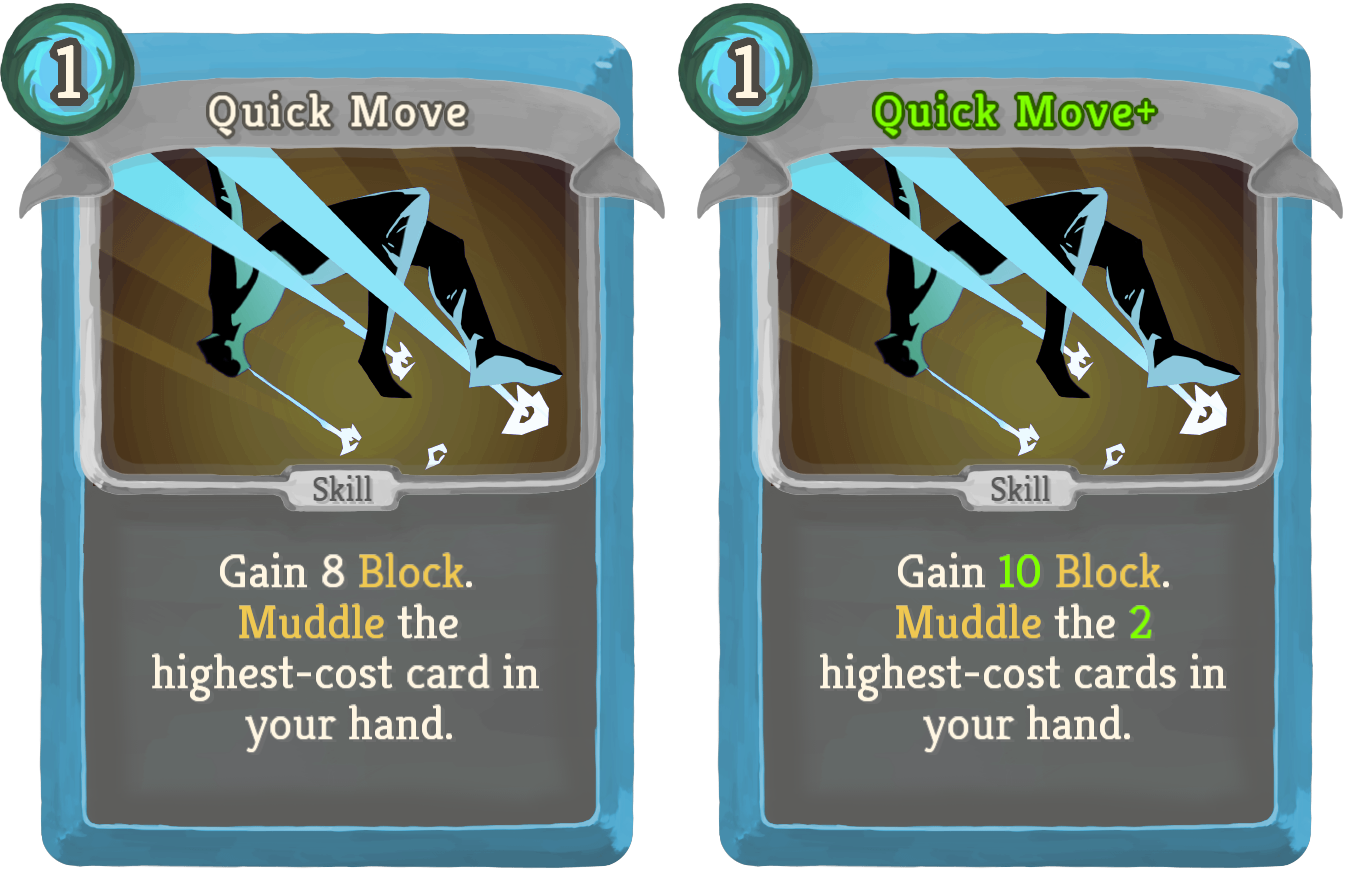 1
Quick Move
Skill
Gain 8 Block.
Muddle the
highest-cost card in
your hand.
1
Quick Move+
Skill
Gain 10 Block.
Muddle the 2
highest-cost cards in
your hand.